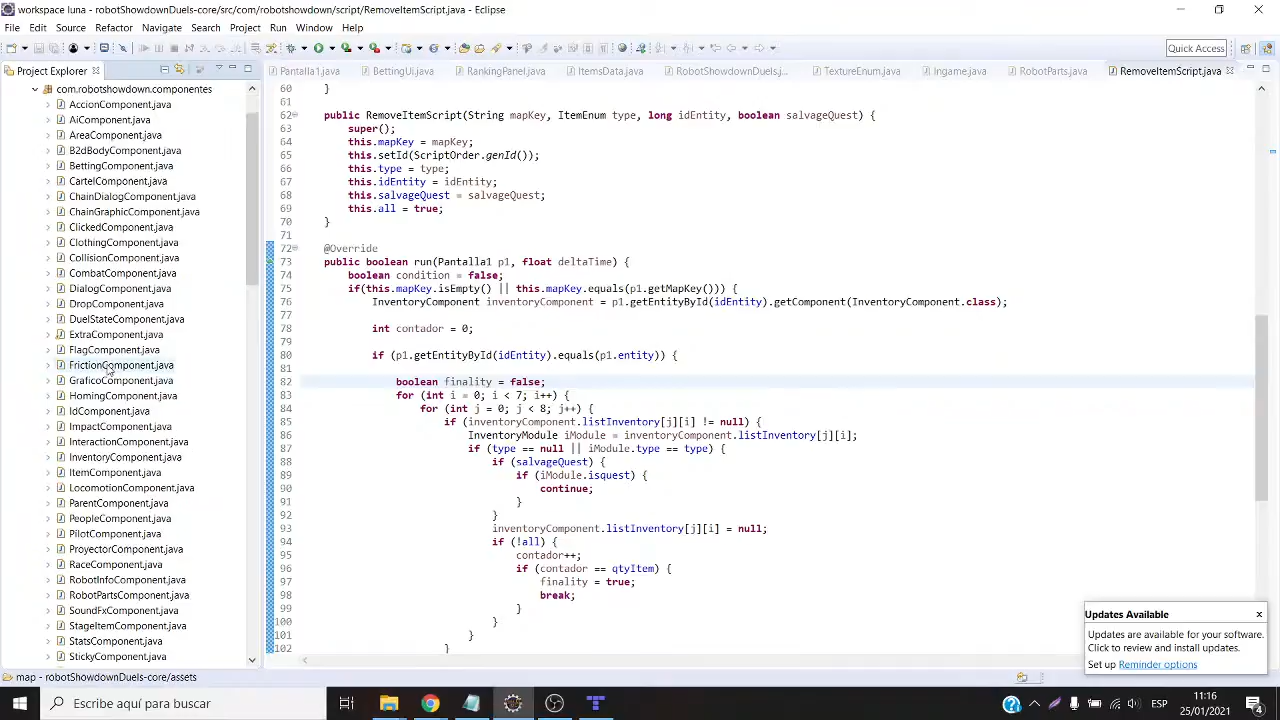 workspace luna - robotShowdownDuels-core/src/com/robotshowdown/script/RemoveItemScript.java - Eclipse
File Edit Source Refactor Navigate Search Project Run Window Help
Quick Access
Project Explorer
Pantalla1.java
BettingUi.java
RankingPanel.java
ItemsData.java
RobotShowdownDuels.j...
TextureEnum.java
Ingame.java
RobotParts.java
RemoveItemScript.java
com.robotshowdown.componentes
AccionComponent.java
AiComponent.java
AreaComponent.java
B2dBodyComponent.java
BettingComponent.java
CartelComponent.java
ChainDialogComponent.java
ChainGraphicComponent.java
ClickedComponent.java
ClothingComponent.java
CollisionComponent.java
CombatComponent.java
DialogComponent.java
DropComponent.java
DuelStateComponent.java
ExtraComponent.java
FlagComponent.java
FrictionComponent.java
GraficoComponent.java
HomingComponent.java
IdComponent.java
ImpactComponent.java
InteractionComponent.java
InventoryComponent.java
ItemComponent.java
LocomotionComponent.java
ParentComponent.java
PeopleComponent.java
PilotComponent.java
ProyectorComponent.java
RaceComponent.java
RobotInfoComponent.java
RobotPartsComponent.java
SoundFxComponent.java
StageItemComponent.java
StatsComponent.java
StickyComponent.java
60 }
61
62 public RemoveItemScript(String mapKey, ItemEnum type, long idEntity, boolean salvageQuest) {
63 super();
64 this.mapKey = mapKey;
65 this.setId(ScriptOrder.genId());
66 this.type = type;
67 this.idEntity = idEntity;
68 this.salvageQuest = salvageQuest;
69 this.all = true;
70 }
71
72 @Override
73 public boolean run(Pantalla1 p1, float deltaTime) {
74 boolean condition = false;
75 if(this.mapKey.isEmpty() || this.mapKey.equals(p1.getMapKey())) {
76 InventoryComponent inventoryComponent = p1.getEntityById(idEntity).getComponent(InventoryComponent.class);
77
78 int contador = 0;
79
80 if (p1.getEntityById(idEntity).equals(p1.entity)) {
81
82 boolean finality = false;
83 for (int i = 0; i < 7; i++) {
84 for (int j = 0; j < 8; j++) {
85 if (inventoryComponent.listInventory[j][i] != null) {
86 InventoryModule iModule = inventoryComponent.listInventory[j][i];
87 if (type == null || iModule.type == type) {
88 if (salvageQuest) {
89 if (iModule.isquest) {
90 continue;
91 }
92 }
93 inventoryComponent.listInventory[j][i] = null;
94 if (!all) {
95 contador++;
96 if (contador == qtyItem) {
97 finality = true;
98 break;
99 }
100 }
101 }
102 }
Updates Available
Updates are available for your software.
Click to review and install updates.
Set up Reminder options
map - robotShowdownDuels-core/assets
Escribe aquí para buscar
ESP
11:16
25/01/2021
4